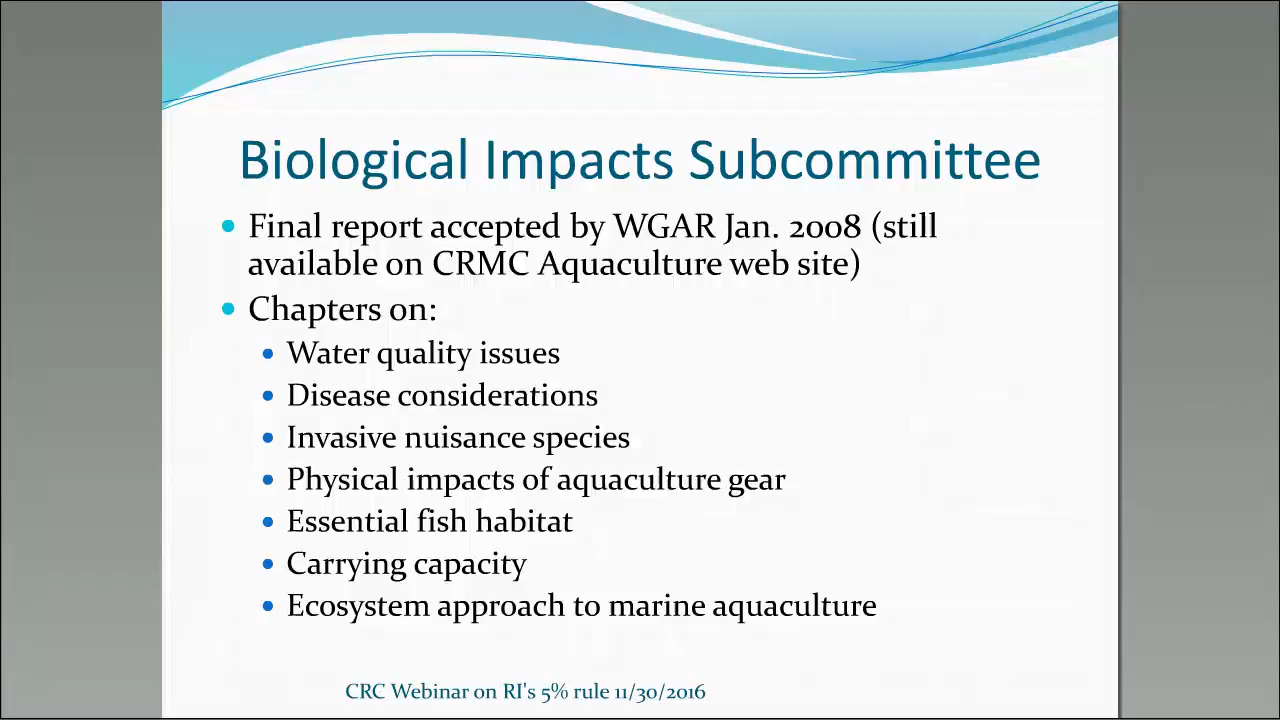 Biological Impacts Subcommittee
Final report accepted by WGAR Jan. 2008 (still
available on CRMC Aquaculture web site)
Chapters on:
Water quality issues
Disease considerations
Invasive nuisance species
Physical impacts of aquaculture gear
Essential fish habitat
Carrying capacity
Ecosystem approach to marine aquaculture
CRC Webinar on RI's 5% rule 11/30/2016